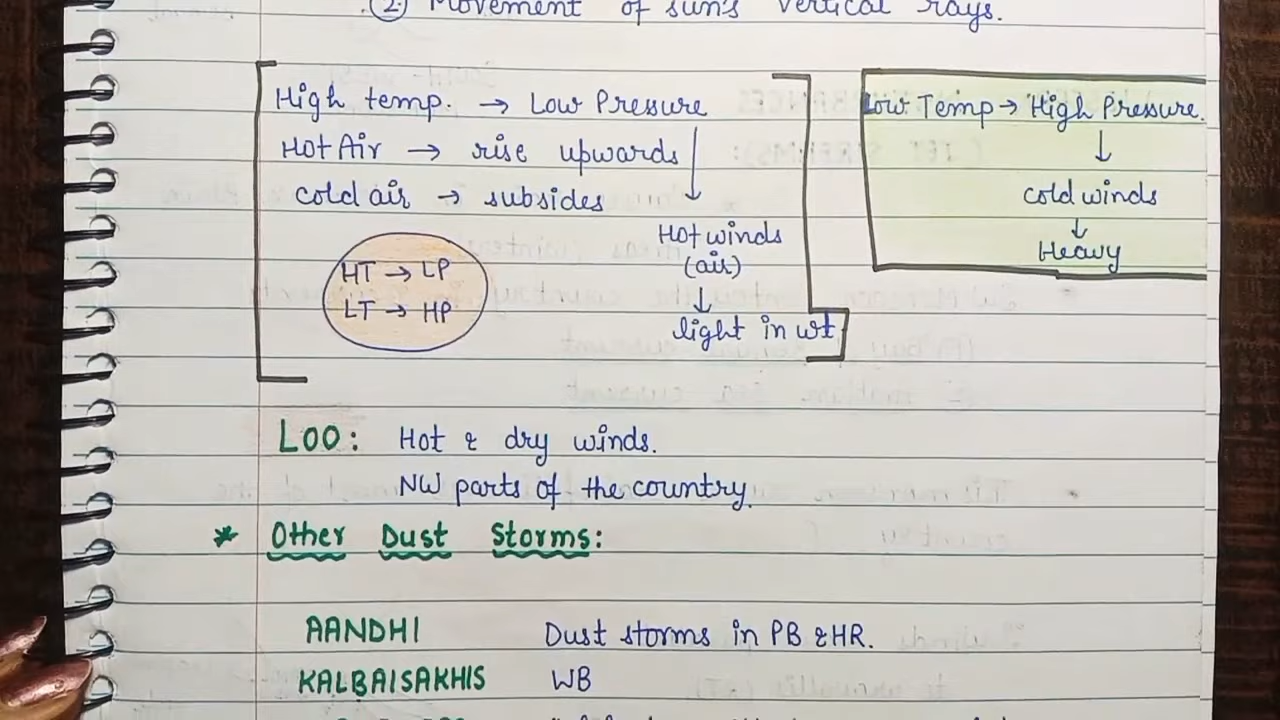 ② Movement of sun's vertical rays.
High temp. → Low Pressure
Hot Air → rise upwards
cold air → subsides
Hot winds
(air)
↓
light in wt
HT → LP
LT → HP
Low Temp → High Pressure.
↓
cold winds
↓
Heavy
Loo: Hot & dry winds.
NW parts of the country.
* Other Dust Storms:
AANDHI Dust storms in PB & HR.
KALBAISAKHIS WB